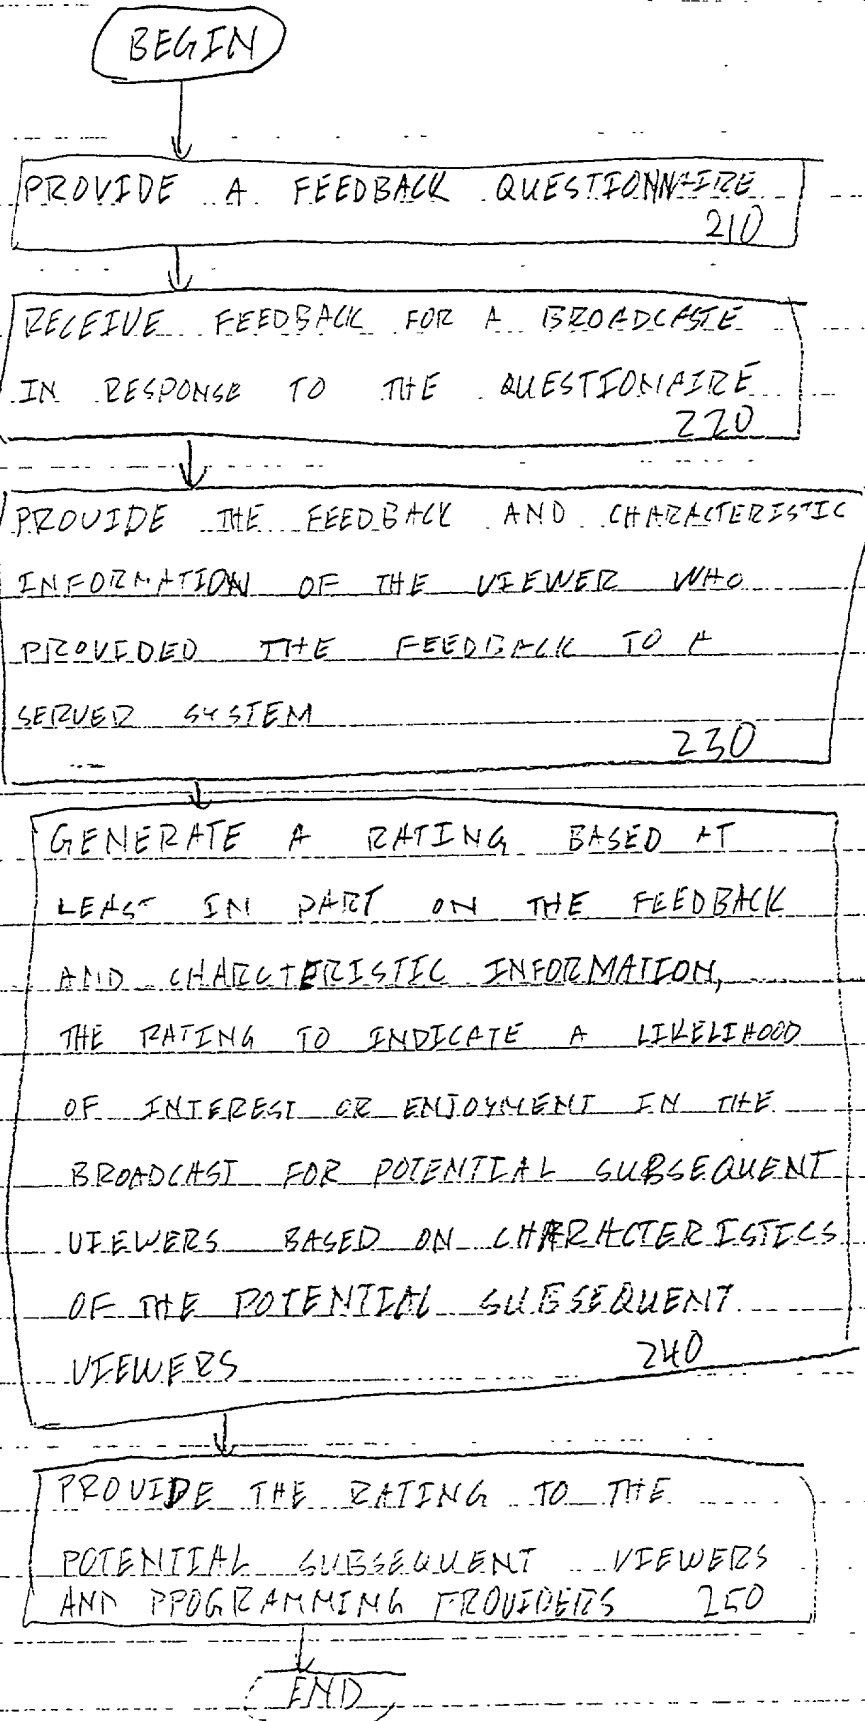 BEGIN
PROVIDE A FEEDBACK QUESTIONNAIRE
210
RECEIVE FEEDBACK FOR A BROADCASTE
IN RESPONSE TO THE QUESTIONAIRE
220
PROVIDE THE FEEDBACK AND CHARACTERISTIC
INFORMATION OF THE VIEWER WHO
PROVIDED THE FEEDBACK TO A
SERVER SYSTEM
230
GENERATE A RATING BASED AT
LEAST IN PART ON THE FEEDBACK
AND CHARCTERISTIC INFORMATION,
THE RATING TO INDICATE A LIKELIHOOD
OF INTEREST OR ENJOYMENT IN THE
BROADCAST FOR POTENTIAL SUBSEQUENT
VIEWERS BASED ON CHARACTERISTICS
OF THE POTENTIAL SUBSEQUENT
VIEWERS 240
PROVIDE THE RATING TO THE
POTENTIAL SUBSEQUENT VIEWERS
AND PROGRAMMING PROVIDERS 250
END